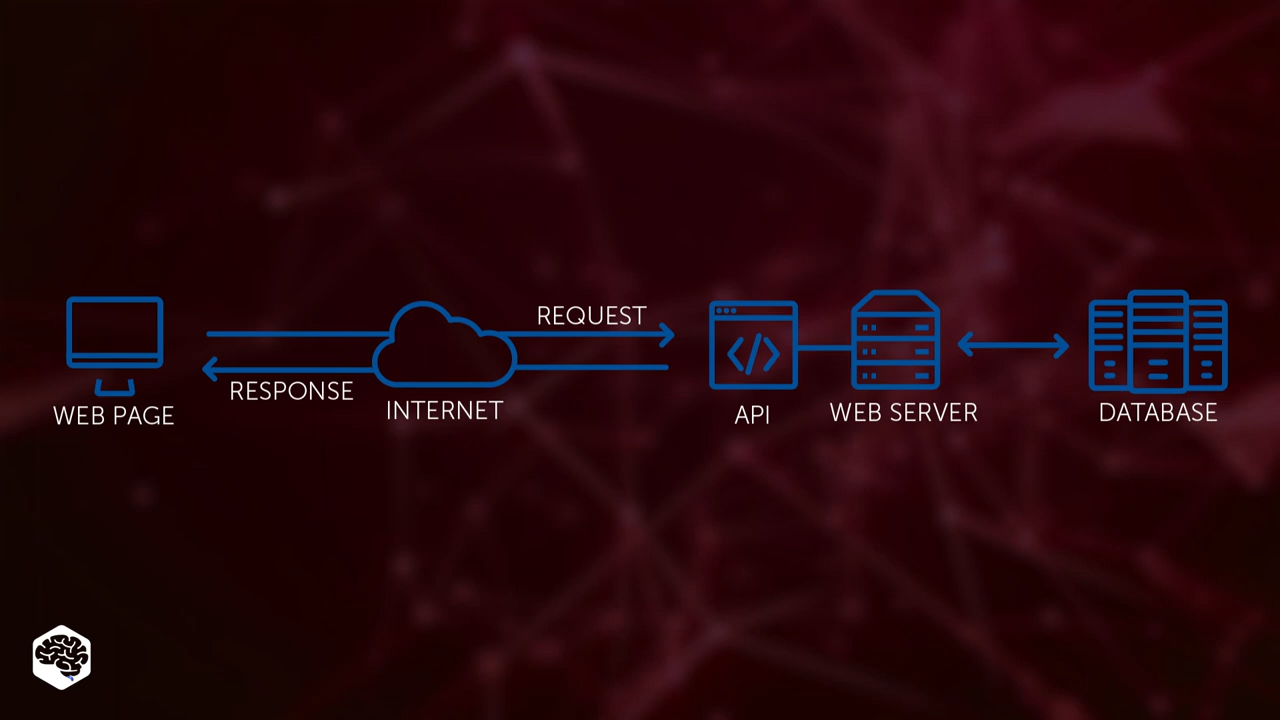 REQUEST
RESPONSE
WEB PAGE
INTERNET
API
WEB SERVER
DATABASE